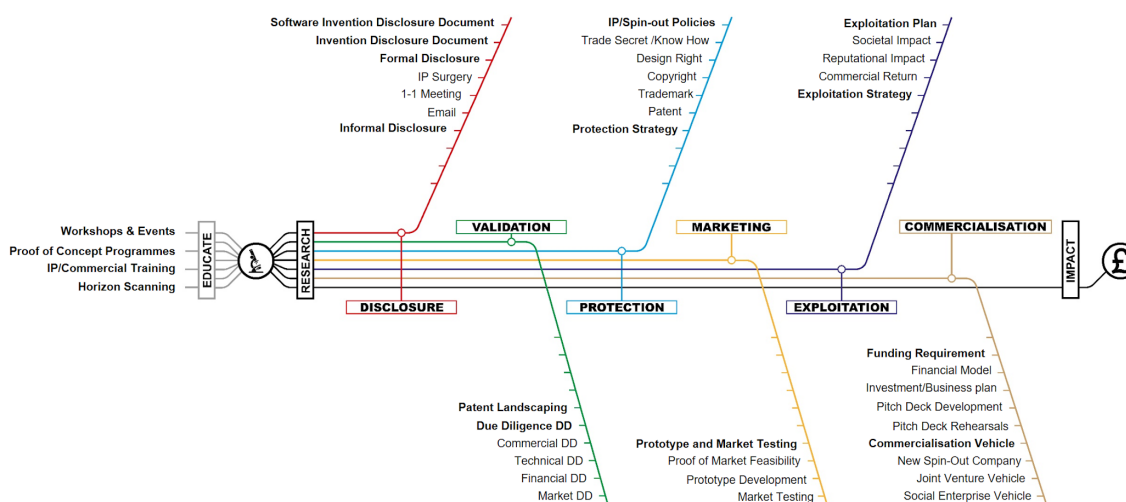 Software Invention Disclosure Document
Invention Disclosure Document
Formal Disclosure
IP Surgery
1-1 Meeting
Email
Informal Disclosure
IP/Spin-out Policies
Trade Secret /Know How
Design Right
Copyright
Trademark
Patent
Protection Strategy
Exploitation Plan
Societal Impact
Reputational Impact
Commercial Return
Exploitation Strategy
Workshops & Events
Proof of Concept Programmes
IP/Commercial Training
Horizon Scanning
EDUCATE
RESEARCH
VALIDATION
MARKETING
COMMERCIALISATION
DISCLOSURE
PROTECTION
EXPLOITATION
IMPACT
£
Patent Landscaping
Due Diligence DD
Commercial DD
Technical DD
Financial DD
Market DD
Prototype and Market Testing
Proof of Market Feasibility
Prototype Development
Market Testing
Funding Requirement
Financial Model
Investment/Business plan
Pitch Deck Development
Pitch Deck Rehearsals
Commercialisation Vehicle
New Spin-Out Company
Joint Venture Vehicle
Social Enterprise Vehicle